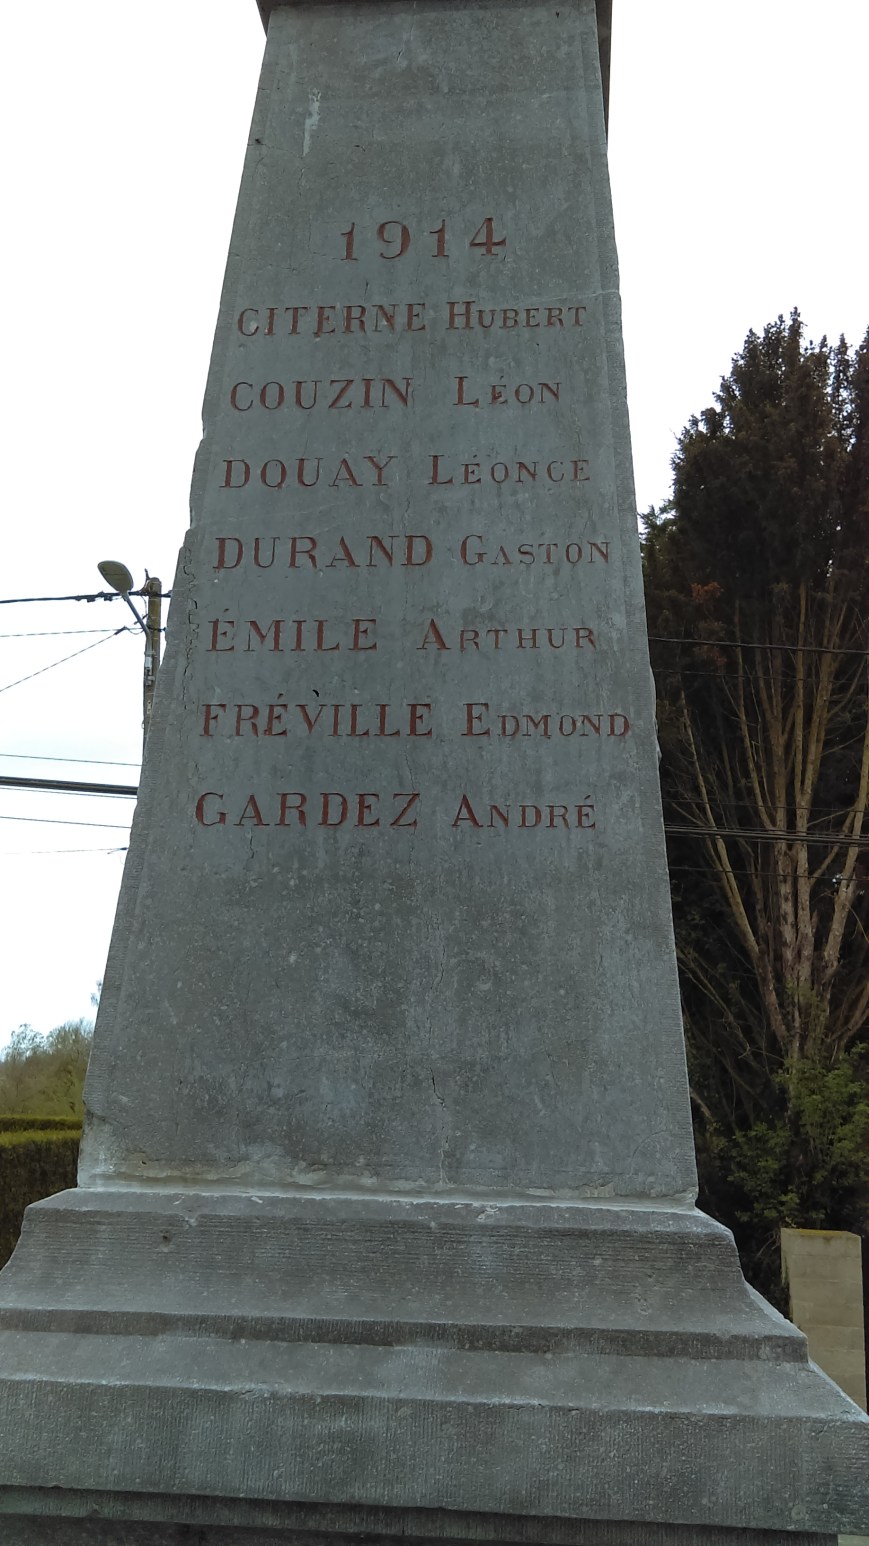 1914
CITERNE HUBERT
COUZIN LÉON
DOUAY LÉONCE
DURAND GASTON
ÉMILE ARTHUR
FRÉVILLE EDMOND
GARDEZ ANDRÉ